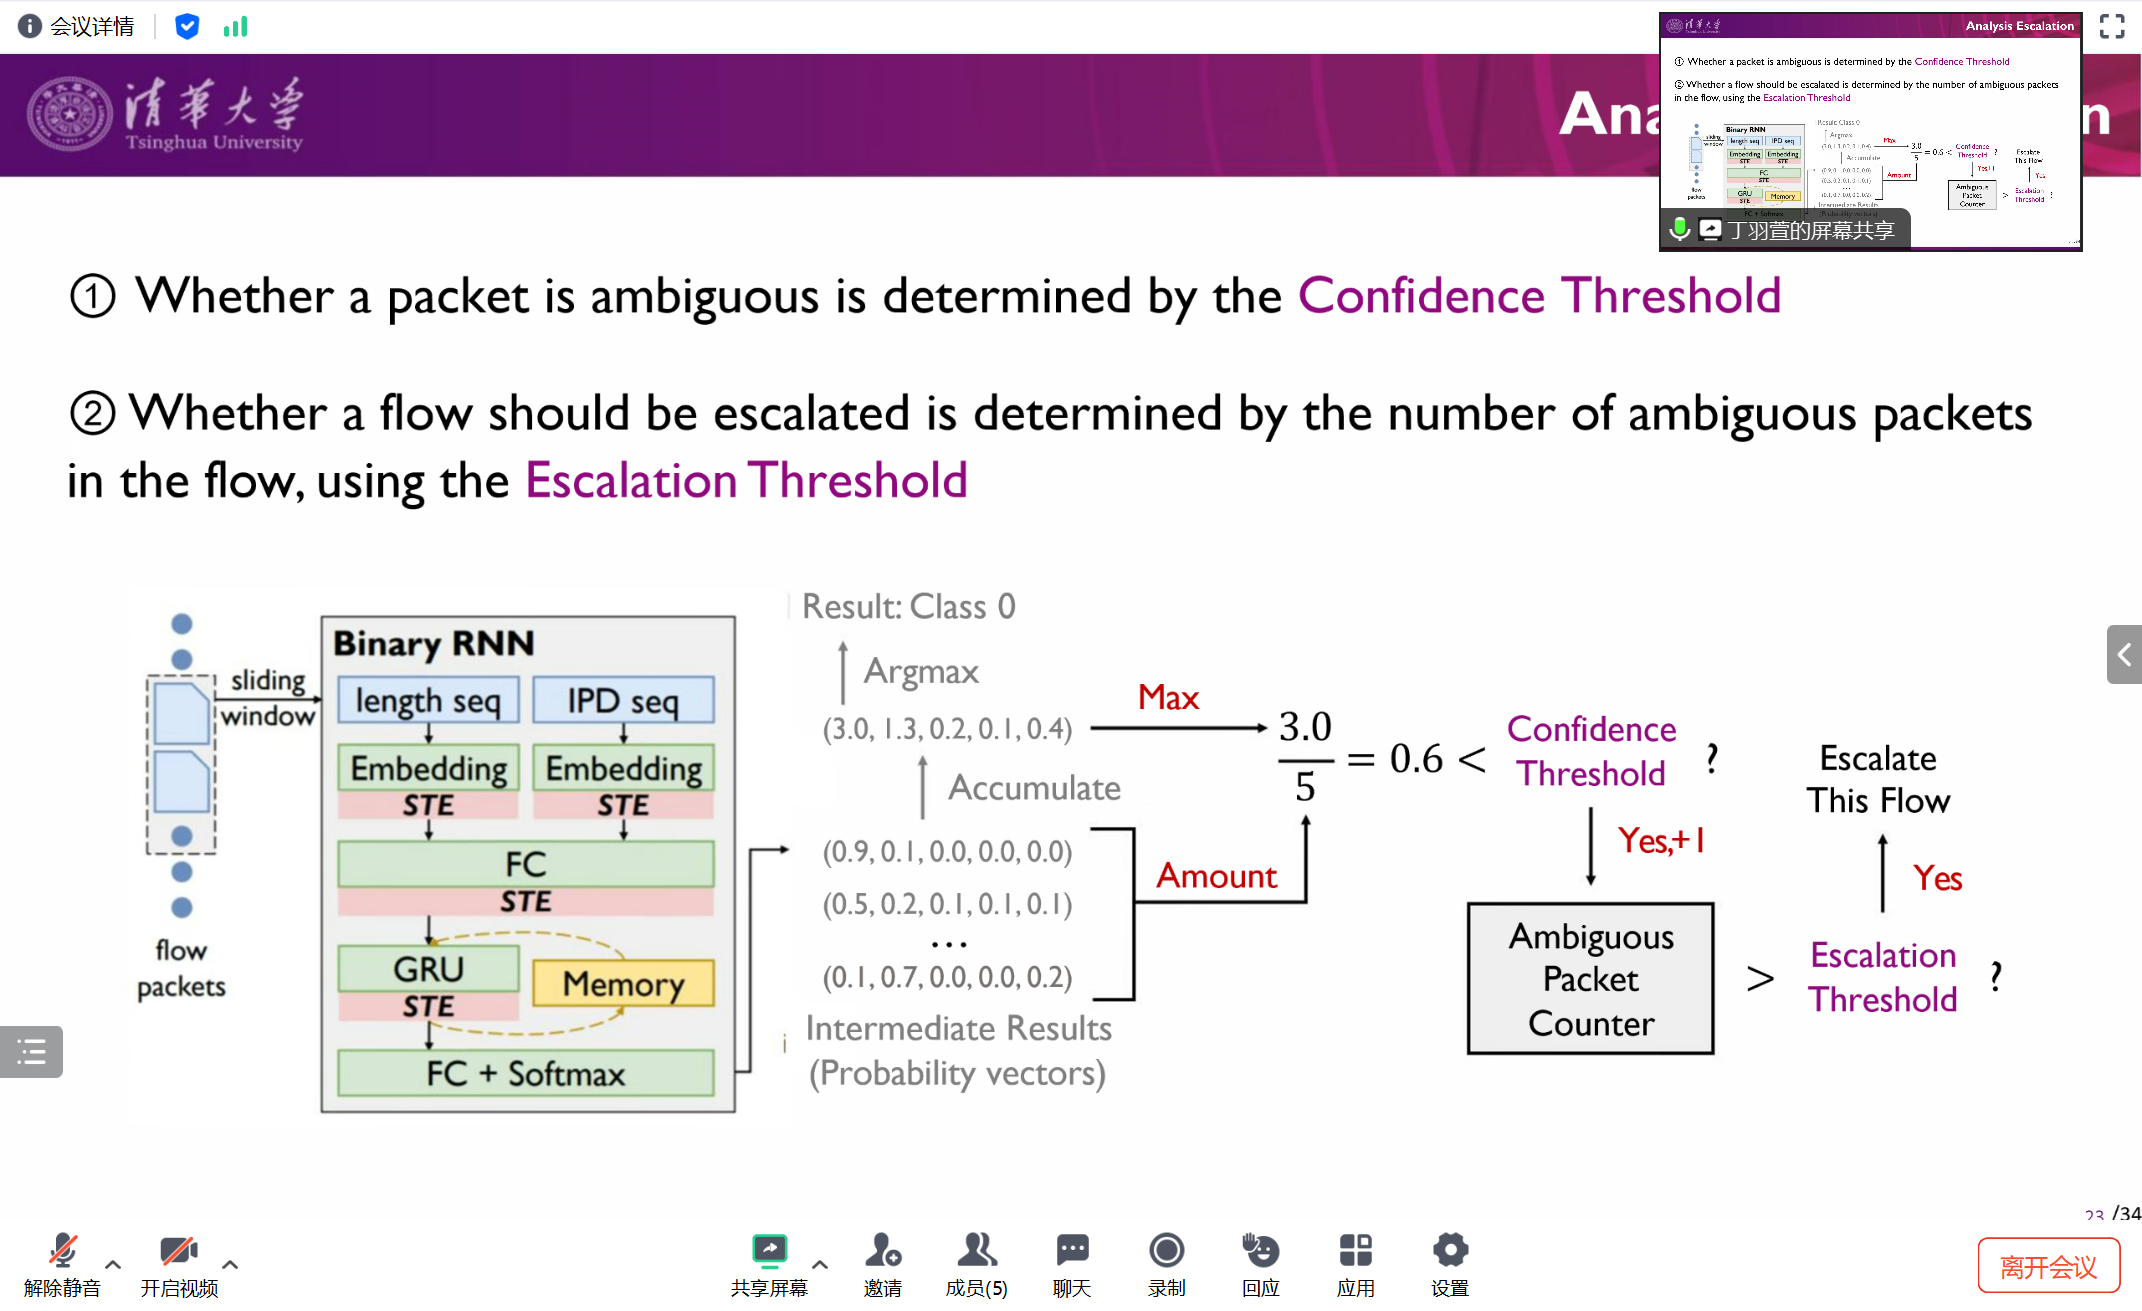 会议详情
清华大学
Tsinghua University
Analysis Escalation
① Whether a packet is ambiguous is determined by the Confidence Threshold
② Whether a flow should be escalated is determined by the number of ambiguous packets
in the flow, using the Escalation Threshold
丁羽萱的屏幕共享
Ana
n
① Whether a packet is ambiguous is determined by the Confidence Threshold
② Whether a flow should be escalated is determined by the number of ambiguous packets
in the flow, using the Escalation Threshold
sliding
window
flow
packets
Binary RNN
length seq
IPD seq
Embedding
Embedding
STE
STE
FC
STE
GRU
Memory
STE
FC + Softmax
Result: Class 0
Argmax
(3.0, 1.3, 0.2, 0.1, 0.4)
Accumulate
(0.9, 0.1, 0.0, 0.0, 0.0)
(0.5, 0.2, 0.1, 0.1, 0.1)
...
(0.1, 0.7, 0.0, 0.0, 0.2)
Intermediate Results
(Probability vectors)
Max
Amount
3.0
5
= 0.6 <
Confidence
Threshold
?
Yes,+1
Ambiguous
Packet
Counter
>
Escalation
Threshold
?
Yes
Escalate
This Flow
23 /34
解除静音
开启视频
共享屏幕
邀请
成员(5)
聊天
录制
回应
应用
设置
离开会议